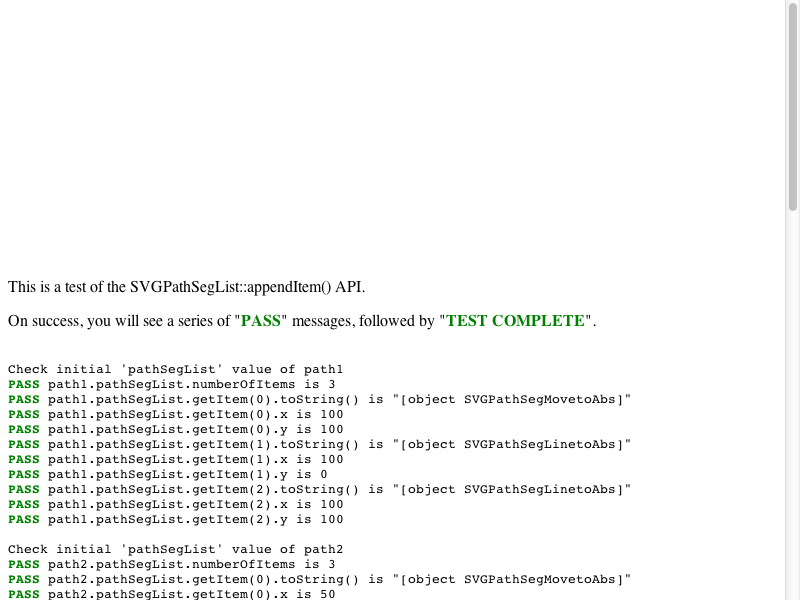 This is a test of the SVGPathSegList::appendItem() API.
On success, you will see a series of "PASS" messages, followed by "TEST COMPLETE".
Check initial 'pathSegList' value of path1
PASS path1.pathSegList.numberOfItems is 3
PASS path1.pathSegList.getItem(0).toString() is "[object SVGPathSegMovetoAbs]"
PASS path1.pathSegList.getItem(0).x is 100
PASS path1.pathSegList.getItem(0).y is 100
PASS path1.pathSegList.getItem(1).toString() is "[object SVGPathSegLinetoAbs]"
PASS path1.pathSegList.getItem(1).x is 100
PASS path1.pathSegList.getItem(1).y is 0
PASS path1.pathSegList.getItem(2).toString() is "[object SVGPathSegLinetoAbs]"
PASS path1.pathSegList.getItem(2).x is 100
PASS path1.pathSegList.getItem(2).y is 100
Check initial 'pathSegList' value of path2
PASS path2.pathSegList.numberOfItems is 3
PASS path2.pathSegList.getItem(0).toString() is "[object SVGPathSegMovetoAbs]"
PASS path2.pathSegList.getItem(0).x is 50